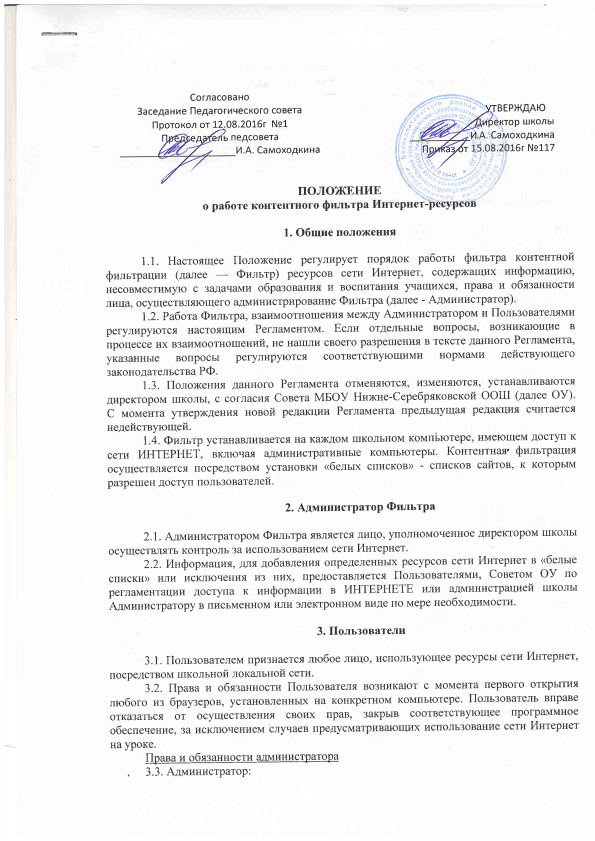 Согласовано
Заседание Педагогического совета
Протокол от 12.08.2016г №1
Председатель педсовета
И.А. Самоходкина
УТВЕРЖДАЮ
Директор школы
И.А. Самоходкина
Приказ от 15.08.2016г №117
ПОЛОЖЕНИЕ
о работе контентного фильтра Интернет-ресурсов
1. Общие положения
1.1. Настоящее Положение регулирует порядок работы фильтра контентной
фильтрации (далее — Фильтр) ресурсов сети Интернет, содержащих информацию,
несовместимую с задачами образования и воспитания учащихся, права и обязанности
лица, осуществляющего администрирование Фильтра (далее - Администратор).
1.2. Работа Фильтра, взаимоотношения между Администратором и Пользователями
регулируются настоящим Регламентом. Если отдельные вопросы, возникающие в
процессе их взаимоотношений, не нашли своего разрешения в тексте данного Регламента,
указанные вопросы регулируются соответствующими нормами действующего
законодательства РФ.
1.3. Положения данного Регламента отменяются, изменяются, устанавливаются
директором школы, с согласия Совета МБОУ Нижне-Серебряковской ООШ (далее ОУ).
С момента утверждения новой редакции Регламента предыдущая редакция считается
недействующей.
1.4. Фильтр устанавливается на каждом школьном компьютере, имеющем доступ к
сети ИНТЕРНЕТ, включая административные компьютеры. Контентная фильтрация
осуществляется посредством установки «белых списков» - списков сайтов, к которым
разрешен доступ пользователей.
2. Администратор Фильтра
2.1. Администратором Фильтра является лицо, уполномоченное директором школы
осуществлять контроль за использованием сети Интернет.
2.2. Информация, для добавления определенных ресурсов сети Интернет в «белые
списки» или исключения из них, предоставляется Пользователями, Советом ОУ по
регламентации доступа к информации в ИНТЕРНЕТЕ или администрацией школы
Администратору в письменном или электронном виде по мере необходимости.
3. Пользователи
3.1. Пользователем признается любое лицо, использующее ресурсы сети Интернет,
посредством школьной локальной сети.
3.2. Права и обязанности Пользователя возникают с момента первого открытия
любого из браузеров, установленных на конкретном компьютере. Пользователь вправе
отказаться от осуществления своих прав, закрыв соответствующее программное
обеспечение, за исключением случаев предусматривающих использование сети Интернет
на уроке.
Права и обязанности администратора
3.3. Администратор: